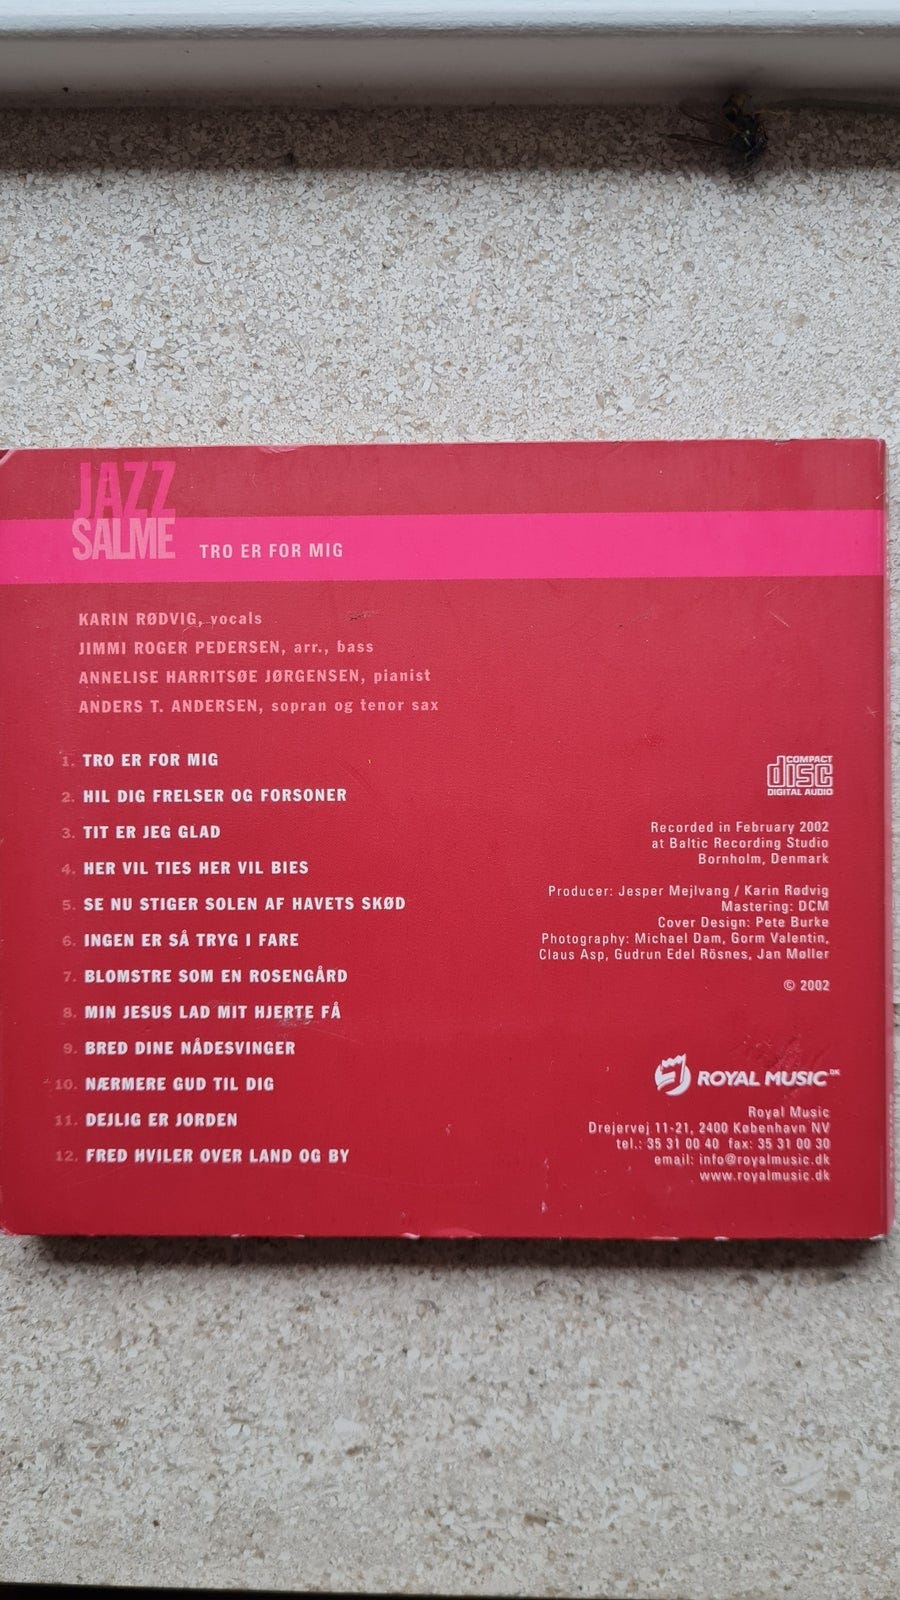 JAZZ
SALME
TRO ER FOR MIG
KARIN RØDVIG, vocals
JIMMI ROGER PEDERSEN, arr., bass
ANNELISE HARRITSØE JØRGENSEN, pianist
ANDERS T. ANDERSEN, sopran og tenor sax
1. TRO ER FOR MIG
2. HIL DIG FRELSER OG FORSONER
3. TIT ER JEG GLAD
4. HER VIL TIES HER VIL BIES
5. SE NU STIGER SOLEN AF HAVETS SKØD
6. INGEN ER SÅ TRYG I FARE
7. BLOMSTRE SOM EN ROSENGÅRD
8. MIN JESUS LAD MIT HJERTE FÅ
9. BRED DINE NÅDESVINGER
10. NÆRMERE GUD TIL DIG
11. DEJLIG ER JORDEN
12. FRED HVILER OVER LAND OG BY
COMPACT
disc
DIGITAL AUDIO
Recorded in February 2002
at Baltic Recording Studio
Bornholm, Denmark
Producer: Jesper Mejlvang / Karin Rødvig
Mastering: DCM
Cover Design: Pete Burke
Photography: Michael Dam, Gorm Valentin,
Claus Asp, Gudrun Edel Rösnes, Jan Møller
© 2002
ROYAL MUSIC DK
Royal Music
Drejervej 11-21, 2400 København NV
tel.: 35 31 00 40 fax: 35 31 00 30
email: info@royalmusic.dk
www.royalmusic.dk